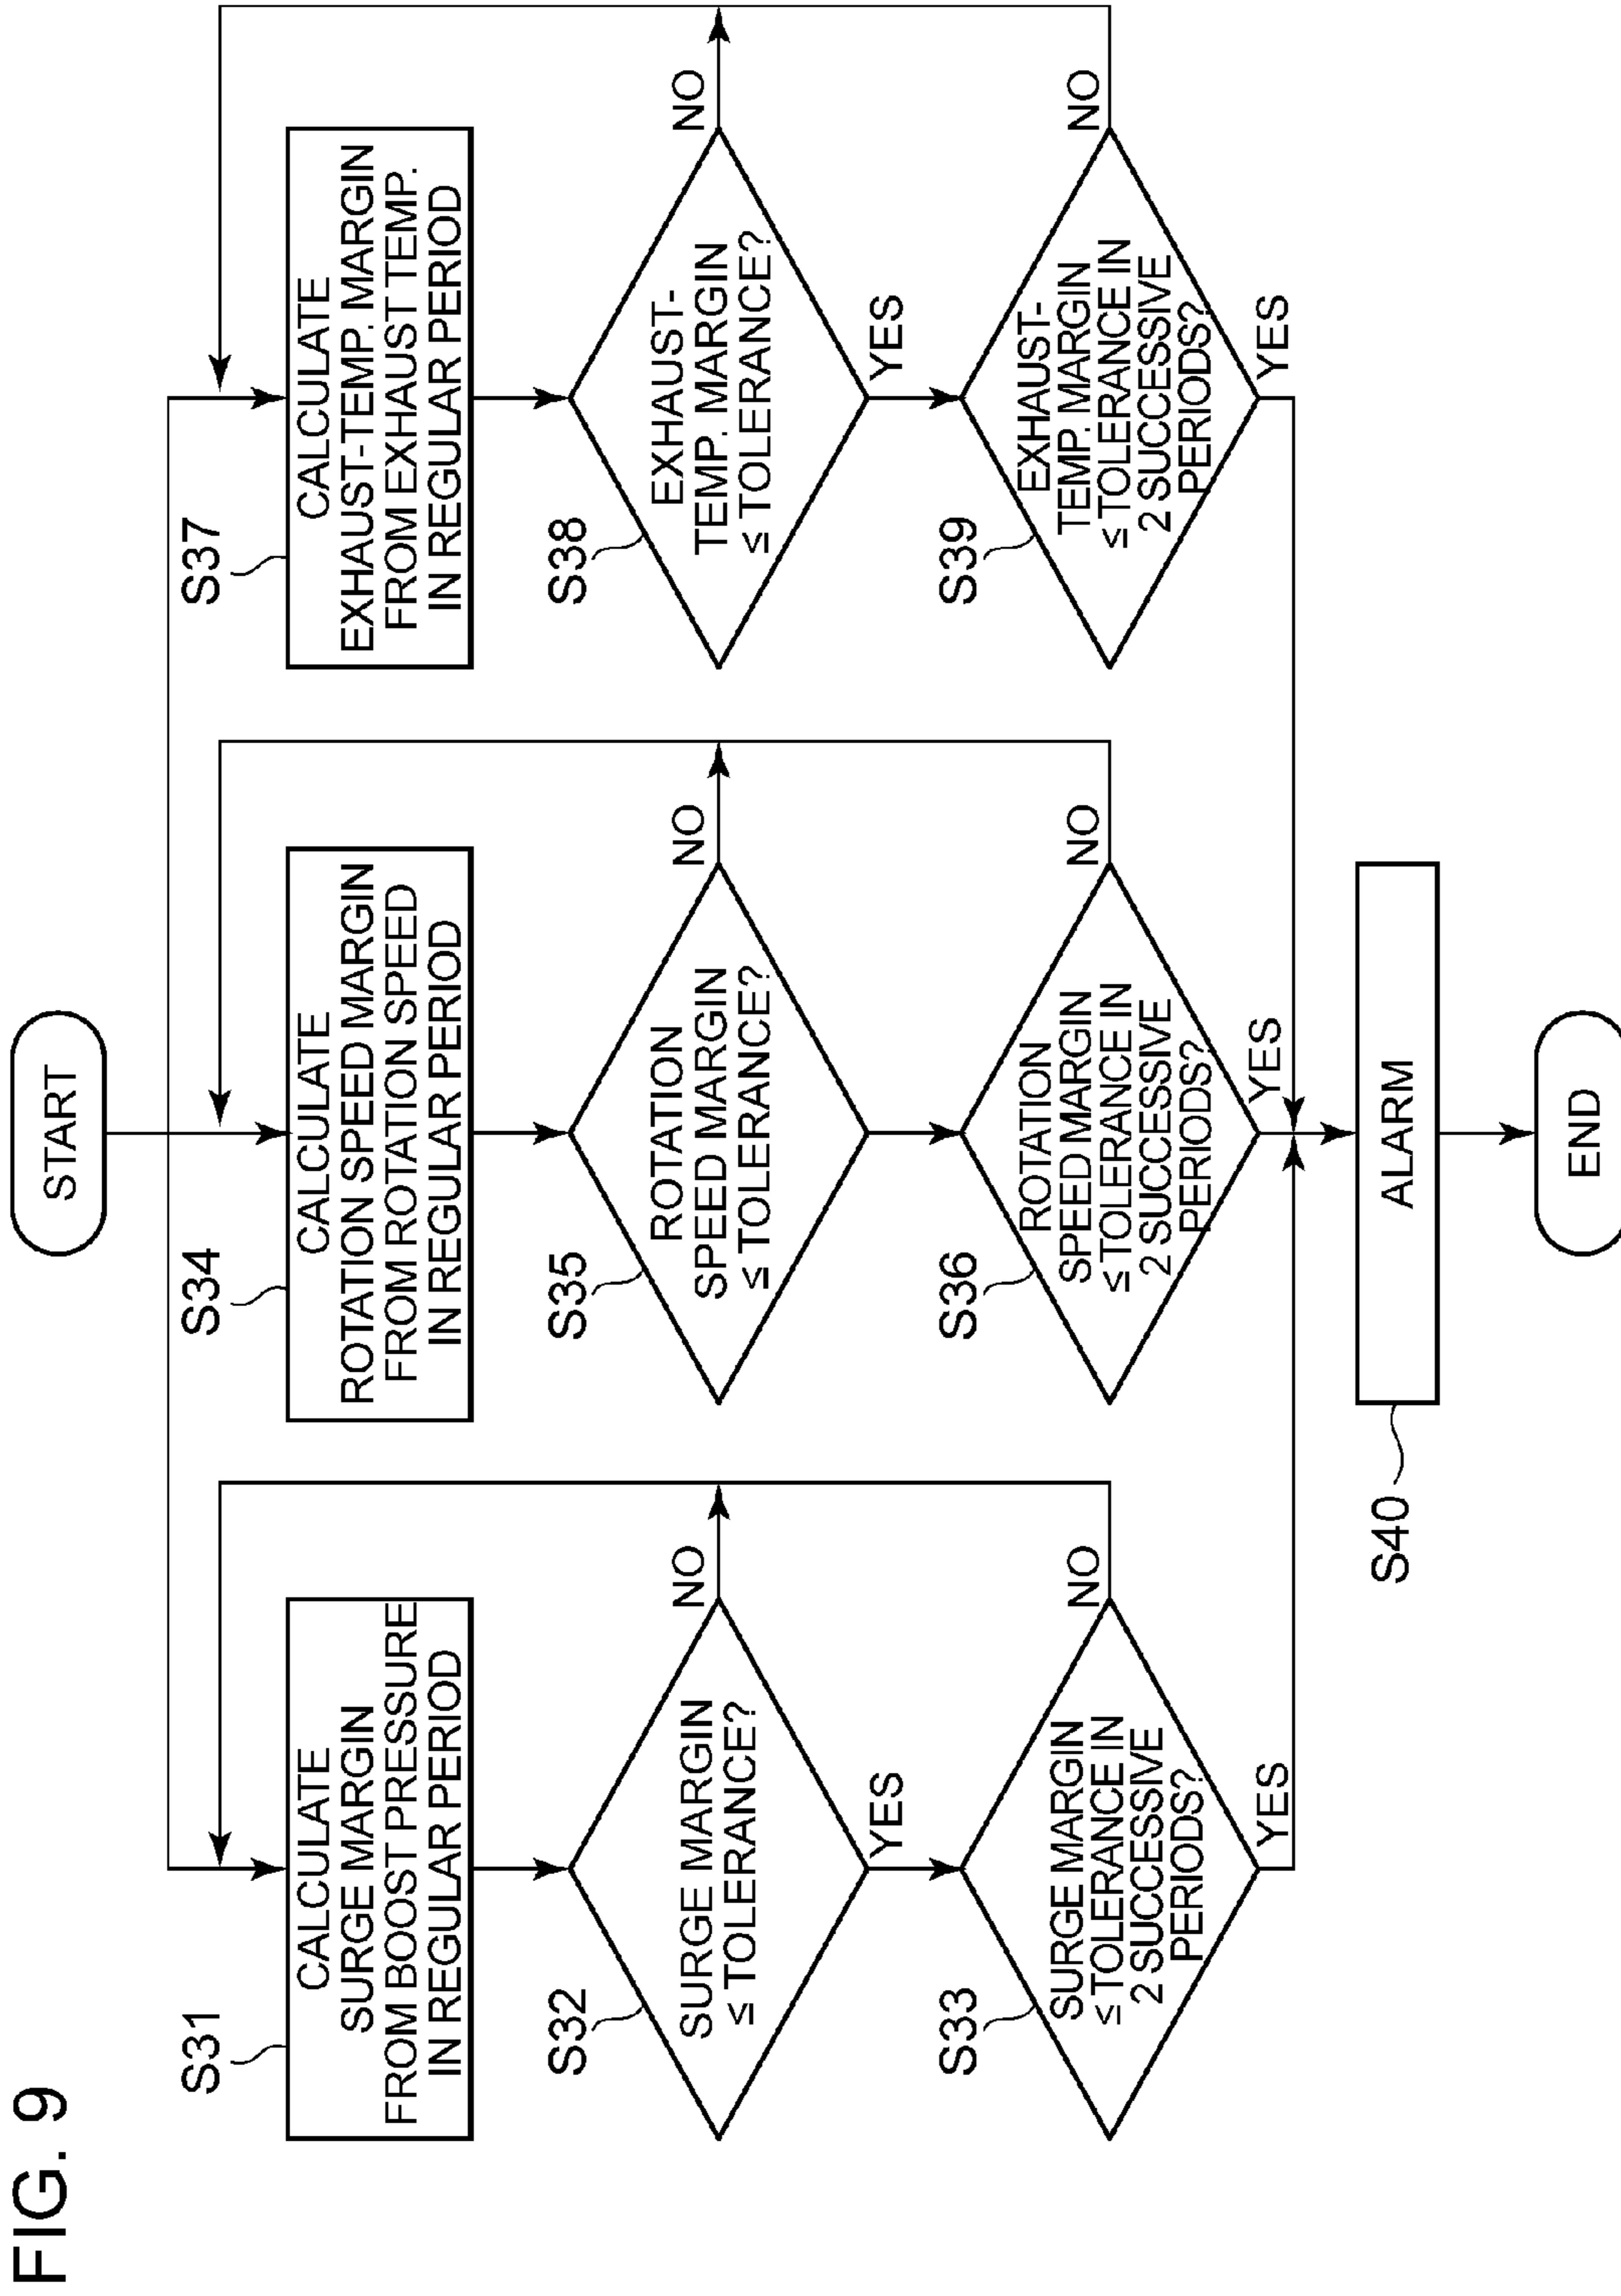 FIG. 9
START
S31
CALCULATE
SURGE MARGIN
FROM BOOST PRESSURE
IN REGULAR PERIOD
S32
SURGE MARGIN
≤ TOLERANCE?
NO
YES
S33
SURGE MARGIN
≤ TOLERANCE IN
2 SUCCESSIVE
PERIODS?
NO
YES
S34
CALCULATE
ROTATION SPEED MARGIN
FROM ROTATION SPEED
IN REGULAR PERIOD
S35
ROTATION
SPEED MARGIN
≤ TOLERANCE?
NO
S36
ROTATION
SPEED MARGIN
≤ TOLERANCE IN
2 SUCCESSIVE
PERIODS?
NO
YES
S37
CALCULATE
EXHAUST-TEMP. MARGIN
FROM EXHAUST TEMP.
IN REGULAR PERIOD
S38
EXHAUST-
TEMP. MARGIN
≤ TOLERANCE?
NO
YES
S39
EXHAUST-
TEMP. MARGIN
≤ TOLERANCE IN
2 SUCCESSIVE
PERIODS?
NO
YES
S40
ALARM
END